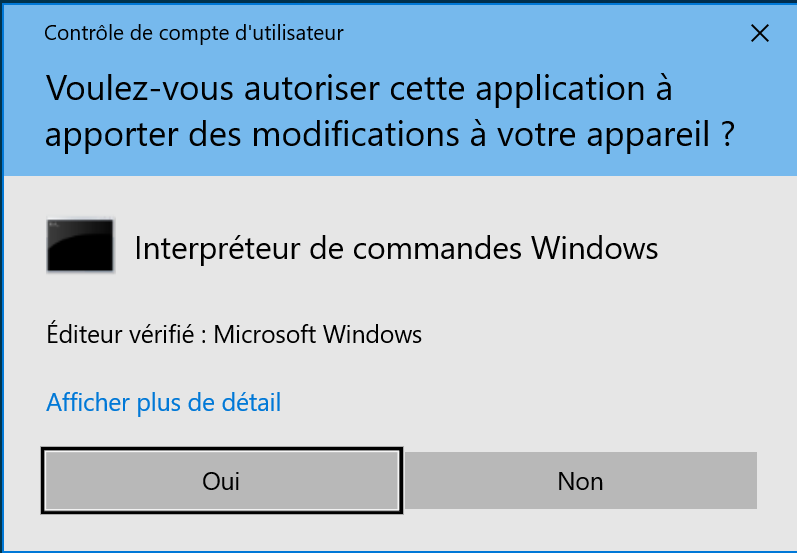 Contrôle de compte d'utilisateur
Voulez-vous autoriser cette application à
apporter des modifications à votre appareil ?
Interpréteur de commandes Windows
Éditeur vérifié : Microsoft Windows
Afficher plus de détail
Oui
Non